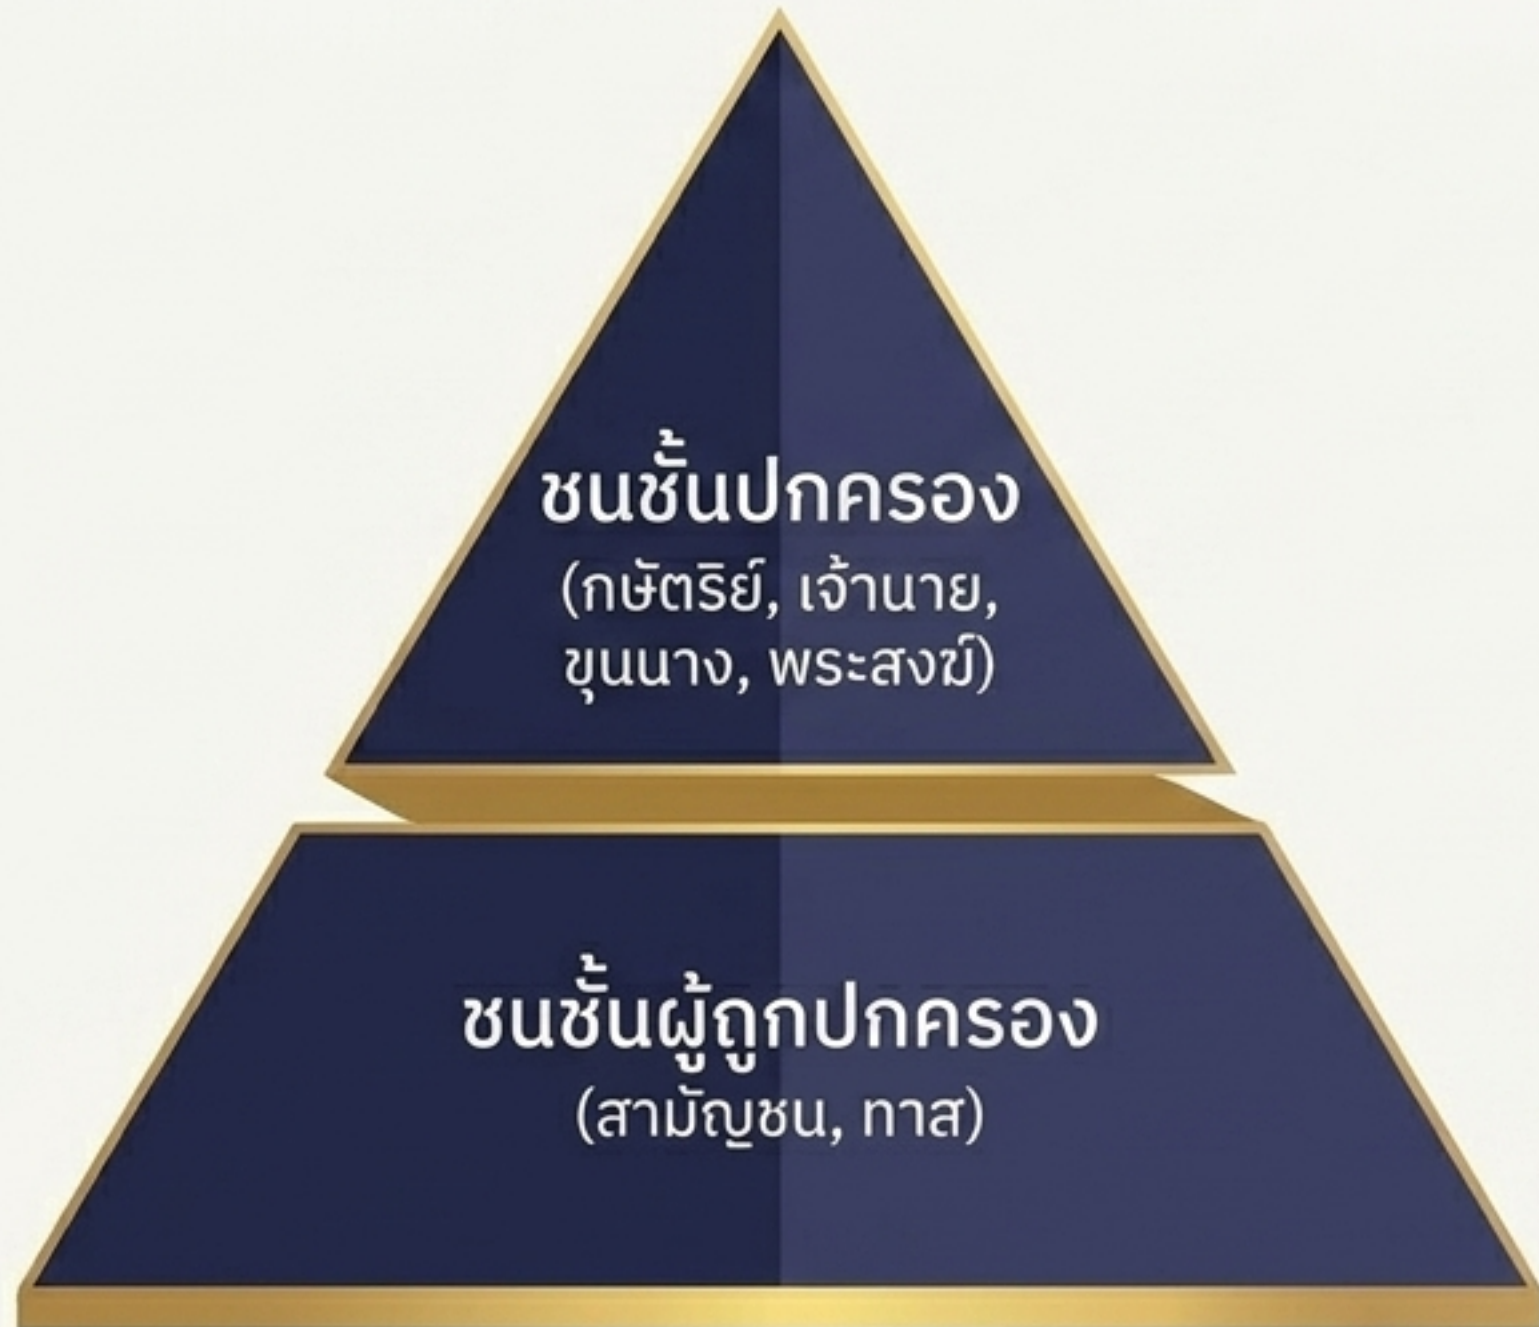 ชนชั้นปกครอง
(กษัตริย์, เจ้านาย,
ขุนนาง, พระสงฆ์)
ชนชั้นผู้ถูกปกครอง
(สามัญชน, ทาส)